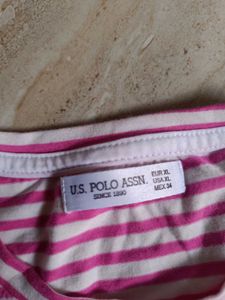 U.S. POLO ASSN.
SINCE 1890
EUR XL
USA XL
MEX 34